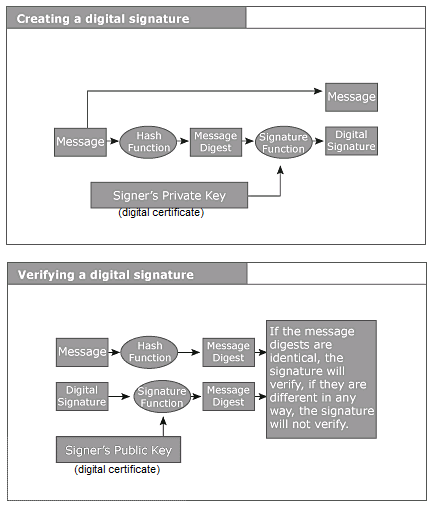 Creating a digital signature
Message
Message
Hash
Function
Message
Digest
Signature
Function
Digital
Signature
Signer's Private Key
(digital certificate)
Verifying a digital signature
Message
Hash
Function
Message
Digest
If the message
digests are
identical, the
signature will
verify, if they are
different in any
way, the signature
will not verify.
Digital
Signature
Signature
Function
Message
Digest
Signer's Public Key
(digital certificate)